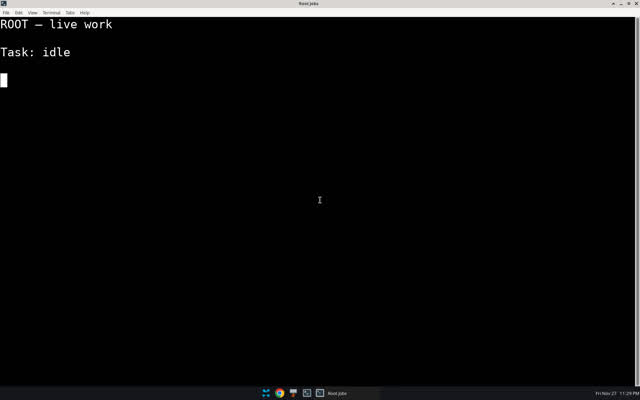 Root Jobs
File Edit View Terminal Tabs Help
ROOT — live work
Task: idle
Root Jobs
Fri Nov 27 11:29 PM